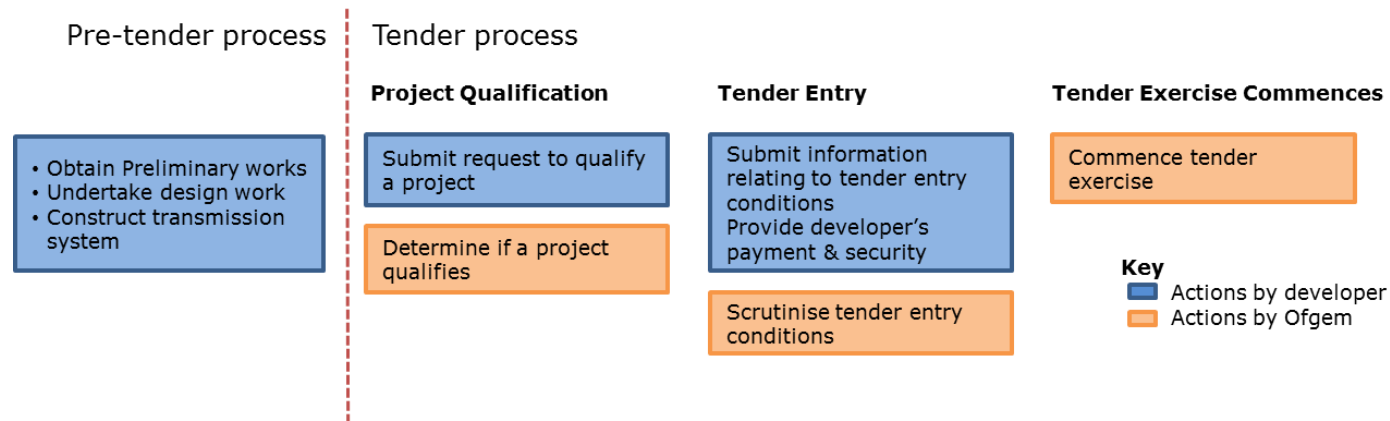 Pre-tender process
Tender process
Project Qualification
Tender Entry
Tender Exercise Commences
• Obtain Preliminary works
• Undertake design work
• Construct transmission
system
Submit request to qualify
a project
Determine if a project
qualifies
Submit information
relating to tender entry
conditions
Provide developer’s
payment & security
Scrutinise tender entry
conditions
Commence tender
exercise
Key
Actions by developer
Actions by Ofgem